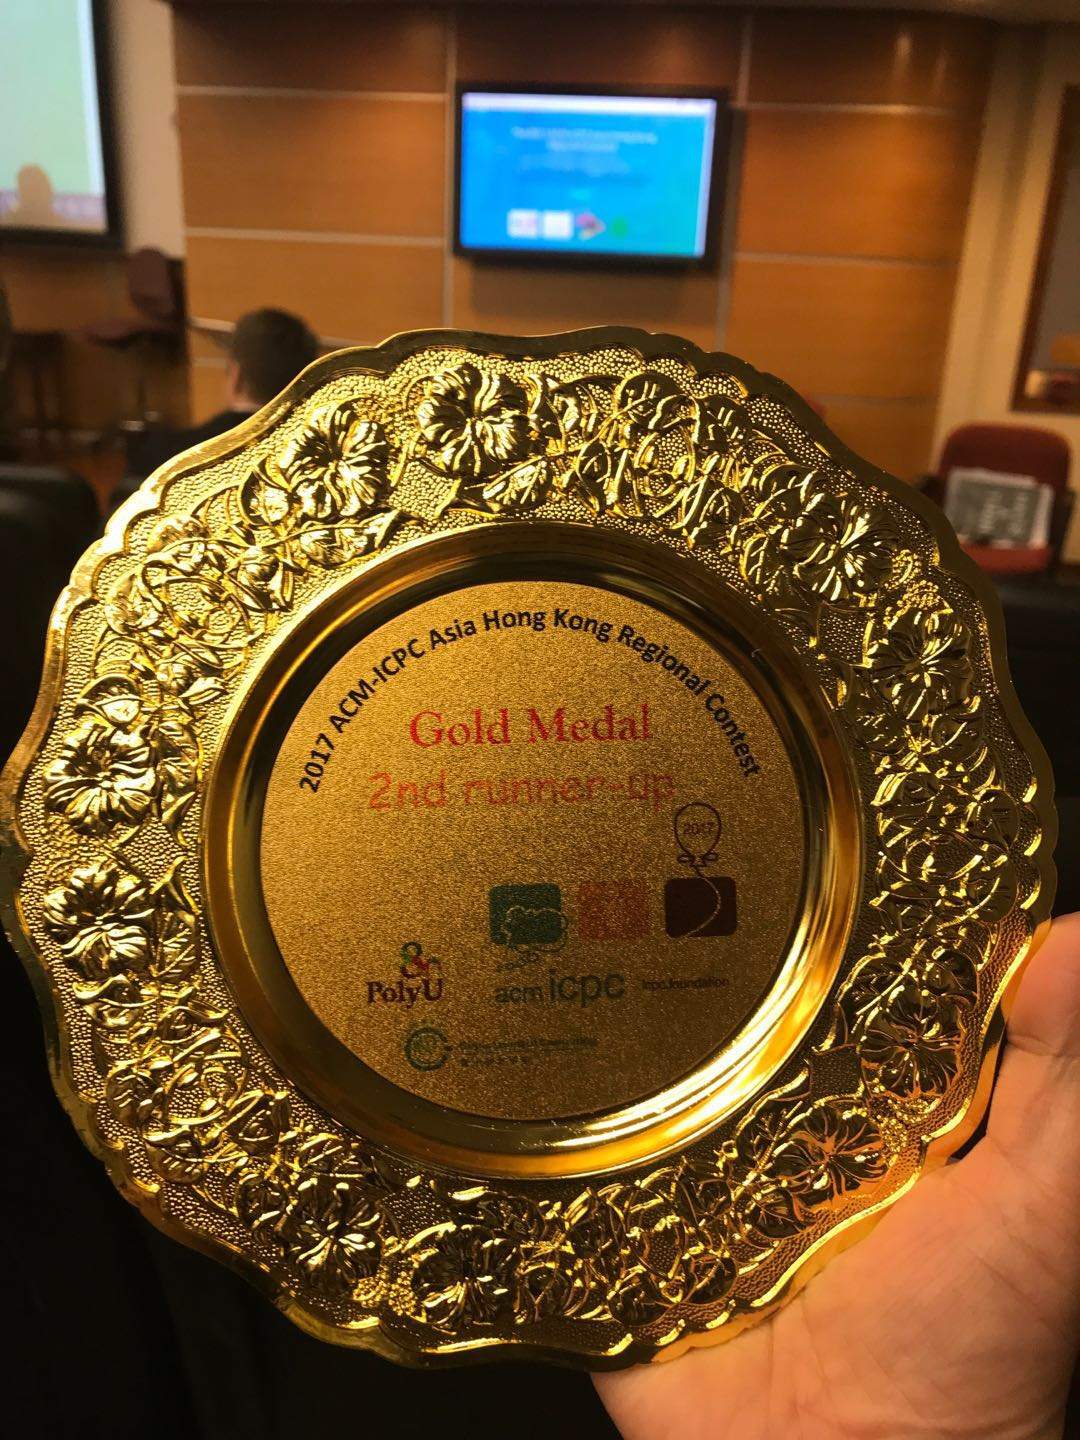 2017 ACM-ICPC Asia Hong Kong Regional Contest
Gold Medal
2nd runner-up
2017
PolyU
acm icpc
icpc.foundation